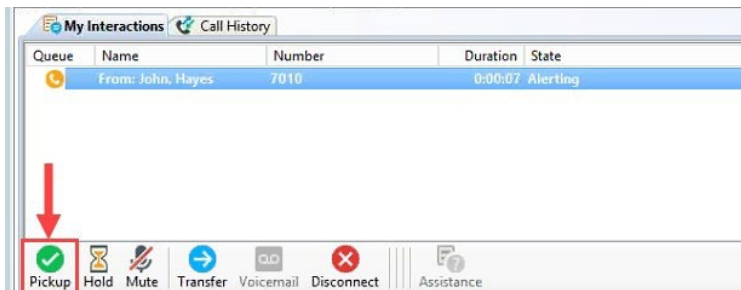 My Interactions Call History
Queue Name Number Duration State
From: John, Hayes 7010 0:00:07 Alerting
Pickup Hold Mute Transfer Voicemail Disconnect Assistance